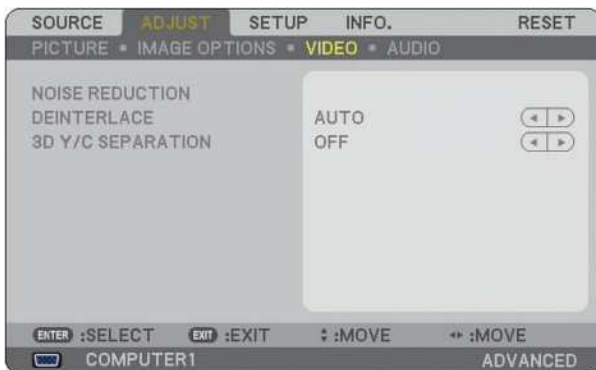 SOURCE ADJUST SETUP INFO. RESET
PICTURE • IMAGE OPTIONS • VIDEO • AUDIO
NOISE REDUCTION
DEINTERLACE AUTO
3D Y/C SEPARATION OFF
ENTER :SELECT EXIT :EXIT :MOVE :MOVE
COMPUTER1 ADVANCED